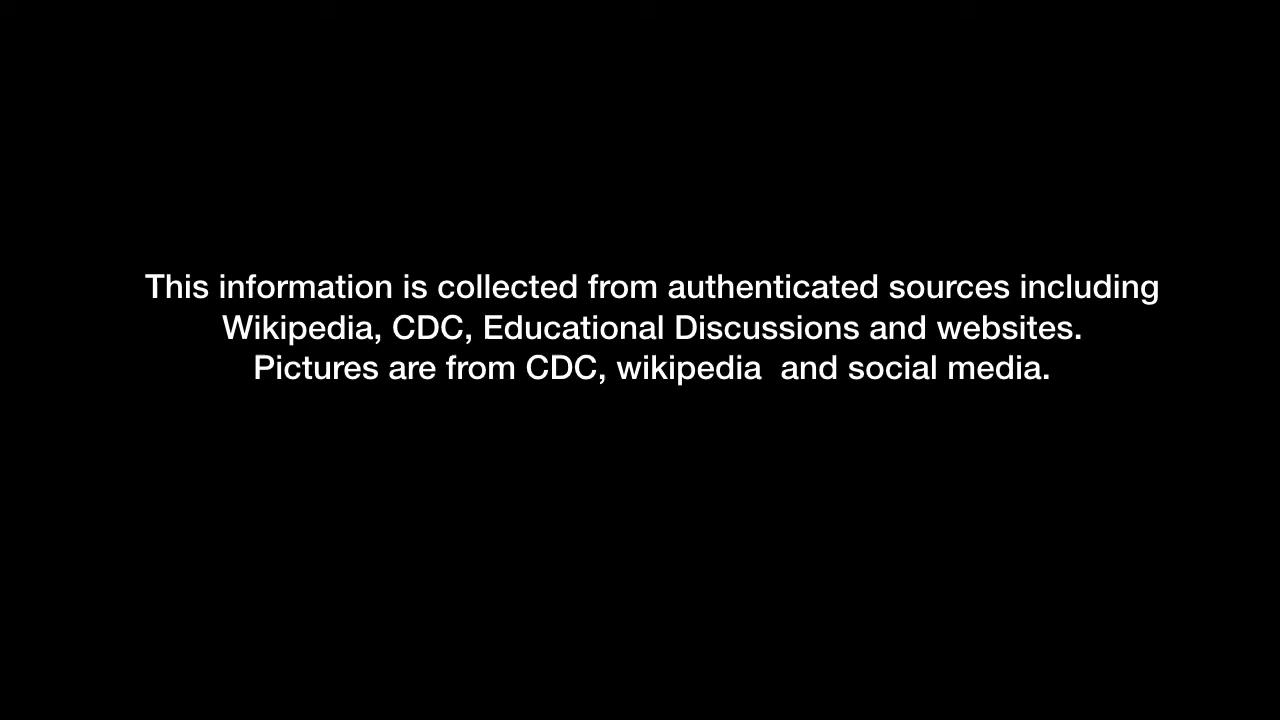 This information is collected from authenticated sources including
Wikipedia, CDC, Educational Discussions and websites.
Pictures are from CDC, wikipedia  and social media.